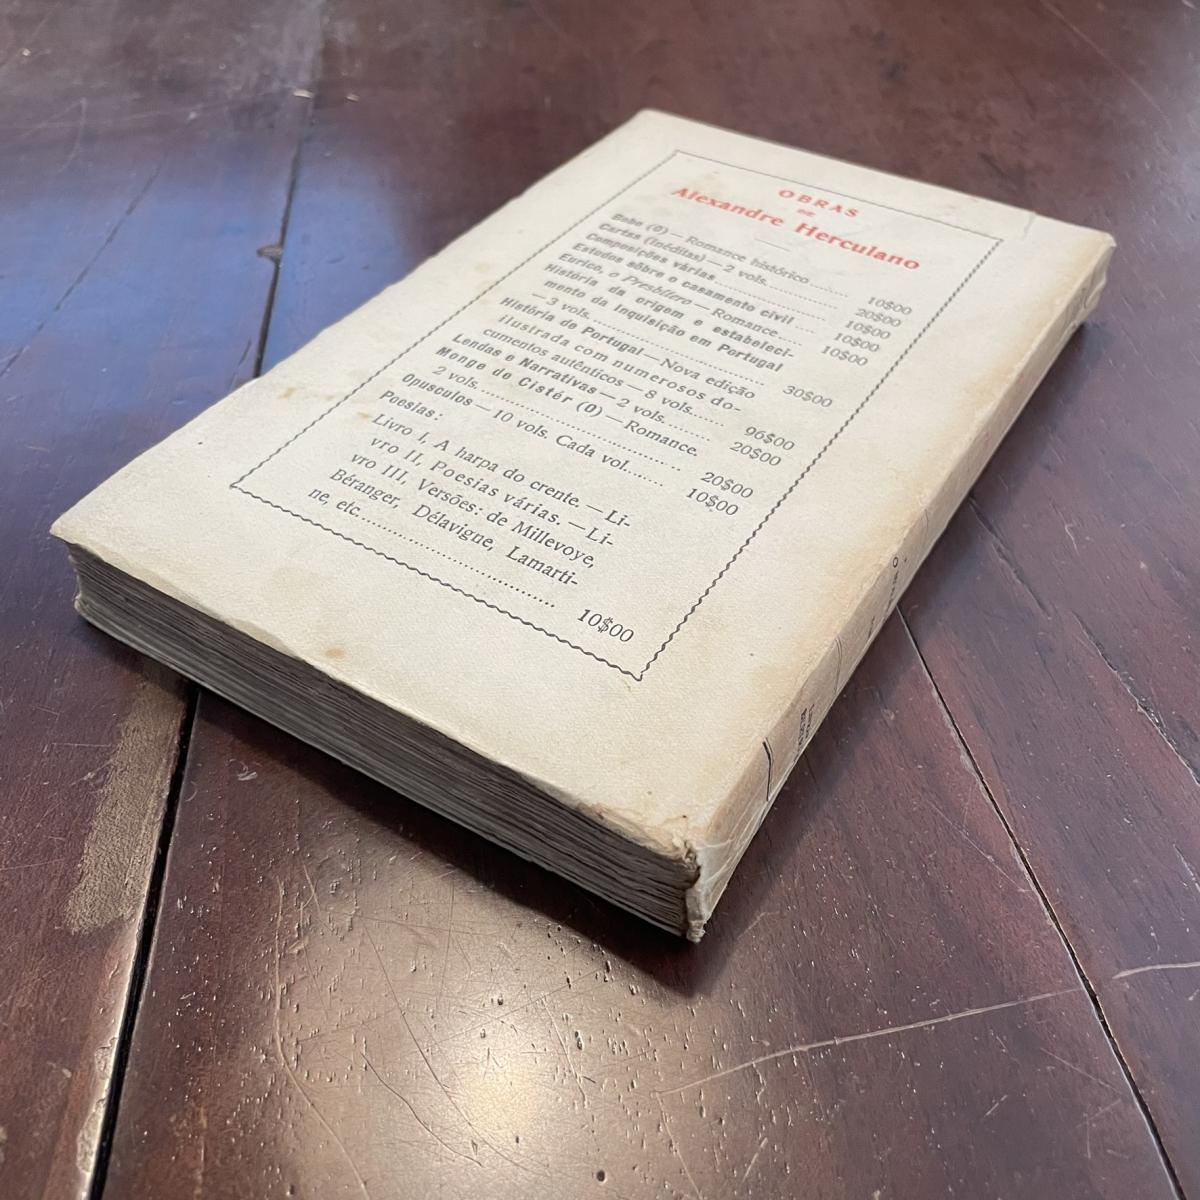 OBRAS
DE
Alexandre Herculano
Bobo (O) — Romance histórico........ 10$00
Cartas (Inéditas) — 2 vols.............. 20$00
Composições várias.................... 10$00
Estudos sôbre o casamento civil.... 10$00
Eurico, o Presbítero — Romance.... 10$00
História da origem e estabeleci-
mento da Inquisição em Portugal
— 3 vols.............................. 30$00
História de Portugal — Nova edição
ilustrada com numerosos do-
cumentos autênticos — 8 vols....... 96$00
Lendas e Narrativas — 2 vols......... 20$00
Monge de Cistér (O) — Romance.
2 vols.............................. 20$00
Opusculos — 10 vols. Cada vol....... 10$00
Poesias:
Livro I, A harpa do crente. — Li-
vro II, Poesias várias. — Li-
vro III, Versões: de Millevoye,
Béranger, Délavigne, Lamarti-
ne, etc.............................. 10$00